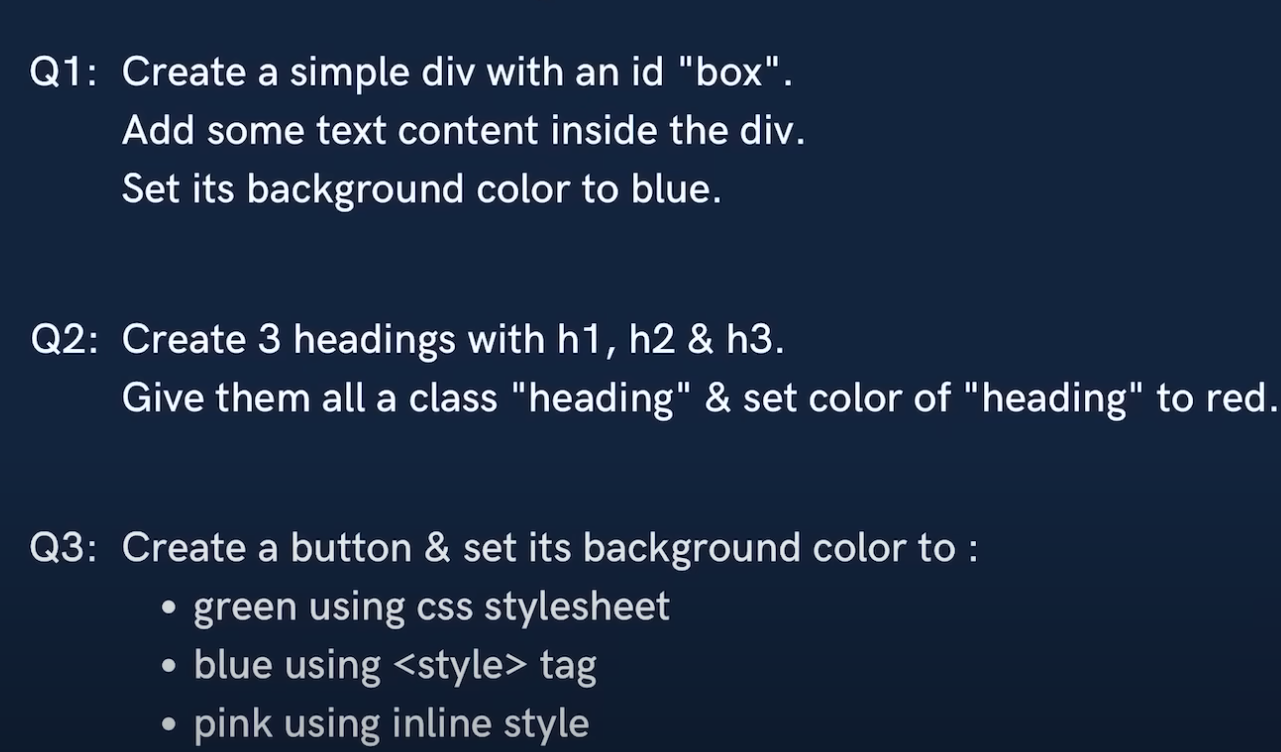 Q1: Create a simple div with an id "box".
Add some text content inside the div.
Set its background color to blue.
Q2: Create 3 headings with h1, h2 & h3.
Give them all a class "heading" & set color of "heading" to red.
Q3: Create a button & set its background color to :
• green using css stylesheet
• blue using <style> tag
• pink using inline style